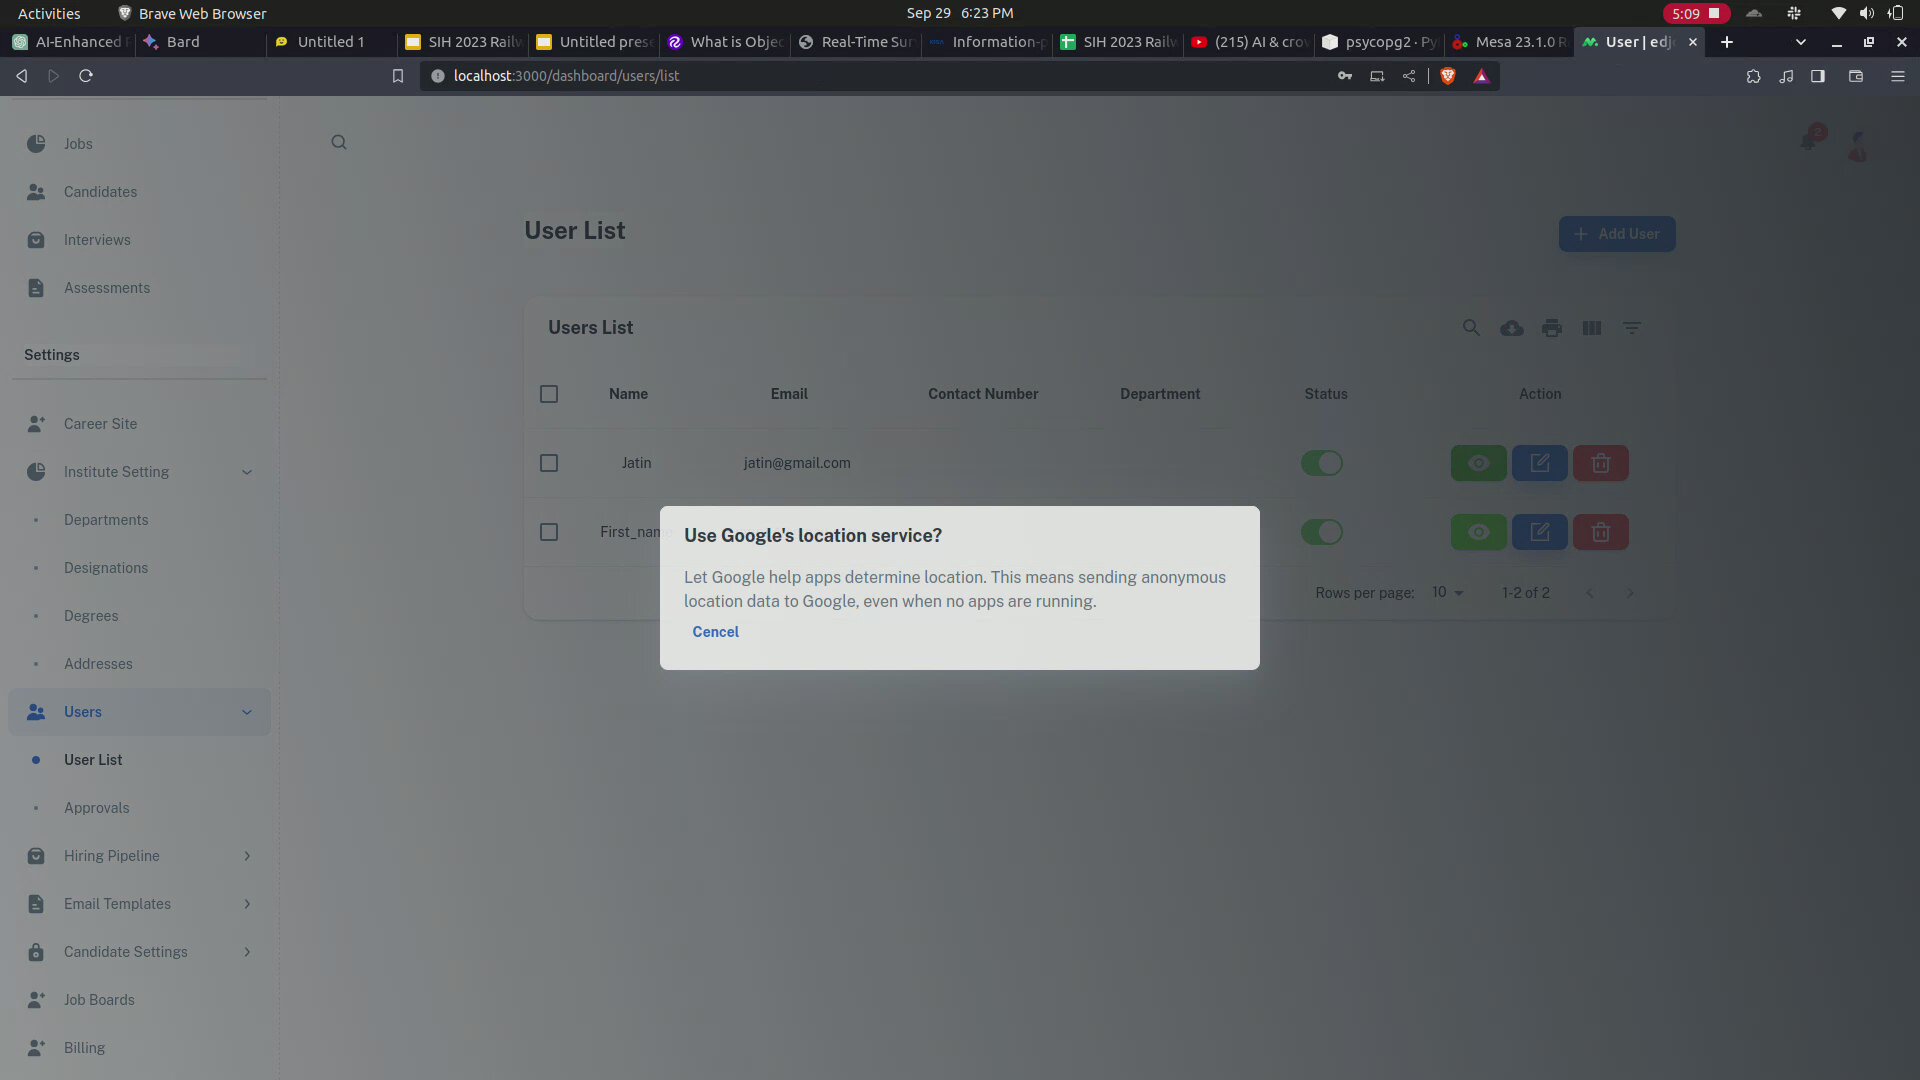 Activities
Brave Web Browser
Sep 29 6:23 PM
5:09
AI-Enhanced
Bard
Untitled 1
SIH 2023 Railw
Untitled prese
What is Objec
Real-Time Sur
Information-p
SIH 2023 Railw
(215) AI & crow
psycopg2 · Py
Mesa 23.1.0 R
User | edj
localhost:3000/dashboard/users/list
Jobs
Candidates
Interviews
Assessments
Settings
Career Site
Institute Setting
Departments
Designations
Degrees
Addresses
Users
User List
Approvals
Hiring Pipeline
Email Templates
Candidate Settings
Job Boards
Billing
2
User List
Add User
Users List
Name Email Contact Number Department Status Action
Jatin jatin@gmail.com
First_name
Use Google's location service?
Let Google help apps determine location. This means sending anonymous
location data to Google, even when no apps are running.
Cencel
Rows per page: 10 1-2 of 2